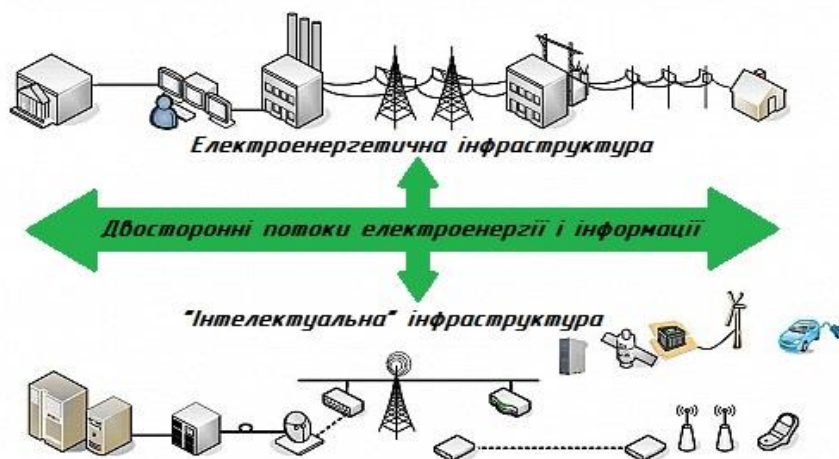 Електроенергетична інфраструктура
Двосторонні потоки електроенергії і інформації
"Інтелектуальна" інфраструктура